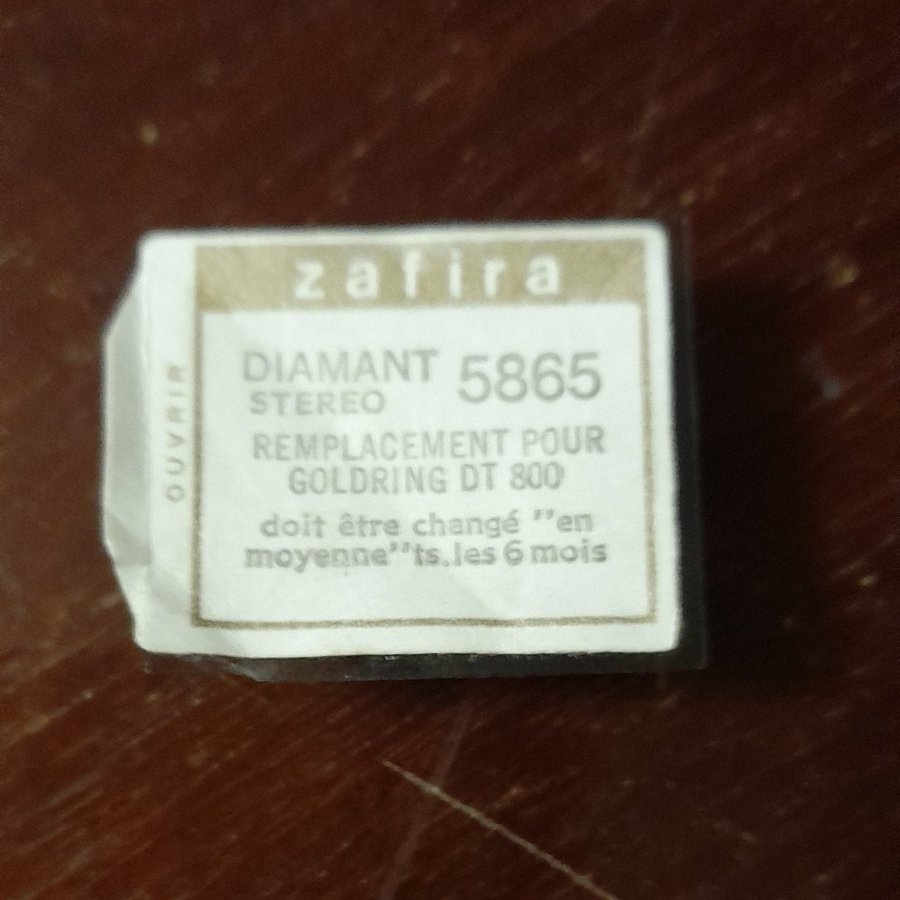 zafira
OUVRIR
DIAMANT 5865
STEREO
REMPLACEMENT POUR
GOLDRING DT 800
doit être changé "en
moyenne"ts.les 6 mois